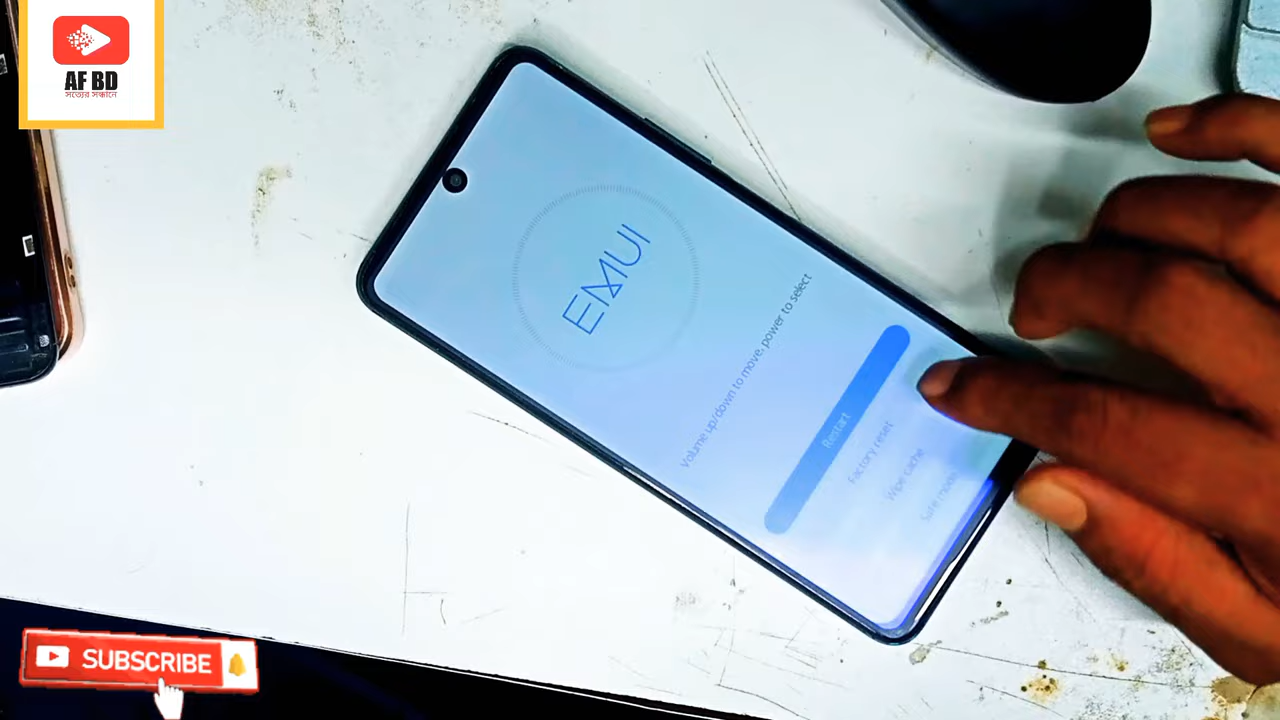 AF BD
সত্যের সন্ধানে
EMUI
Volume up/down to move, power to select
Restart
Factory reset
Wipe cache
Safe mode
SUBSCRIBE